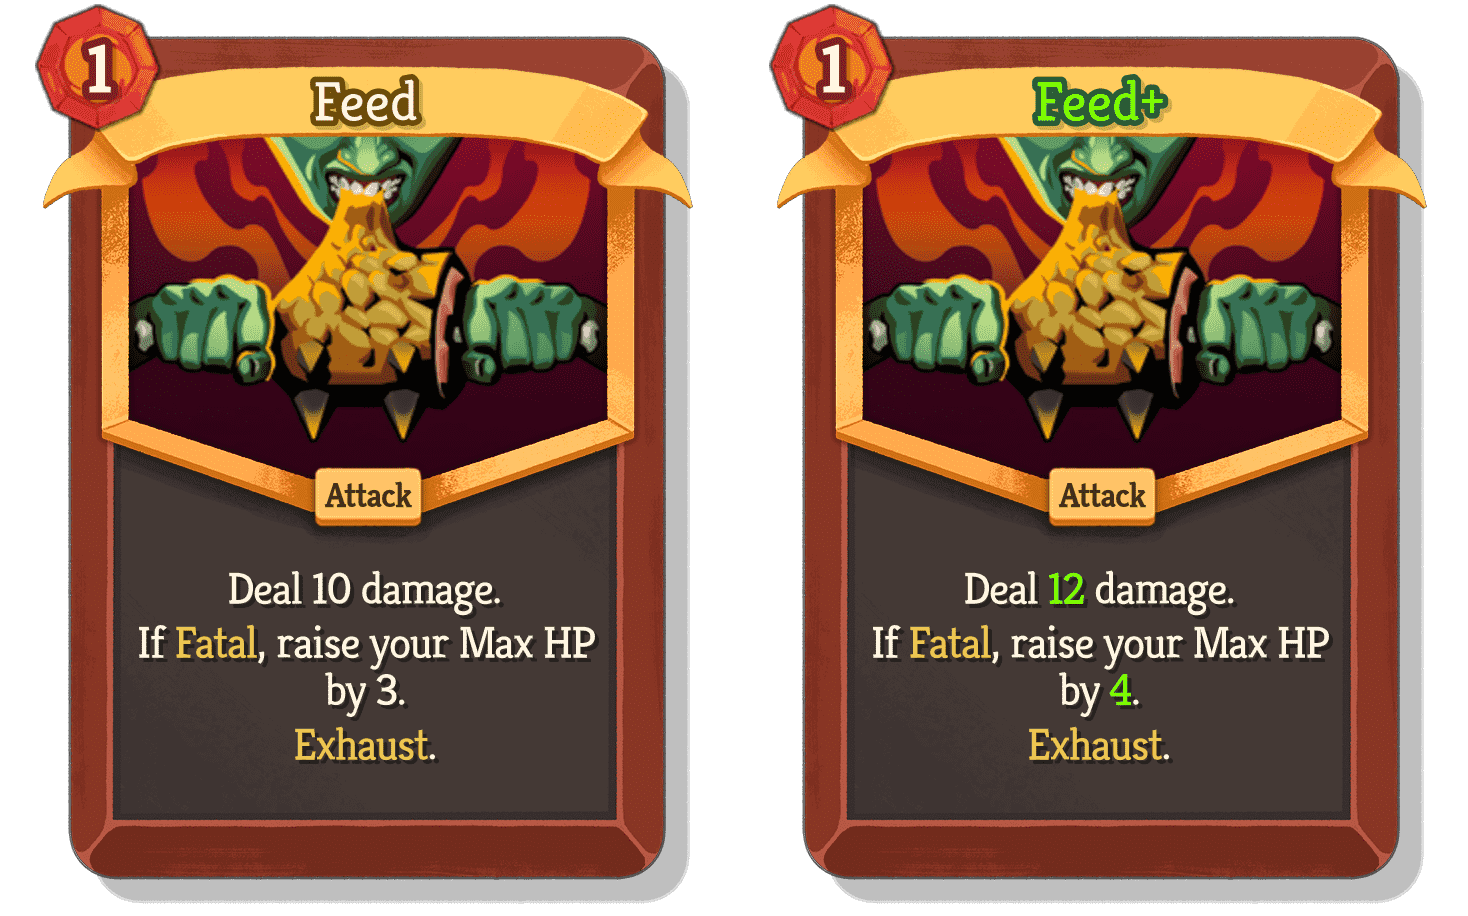 1
Feed
Attack
Deal 10 damage.
If Fatal, raise your Max HP
by 3.
Exhaust.
1
Feed+
Attack
Deal 12 damage.
If Fatal, raise your Max HP
by 4.
Exhaust.